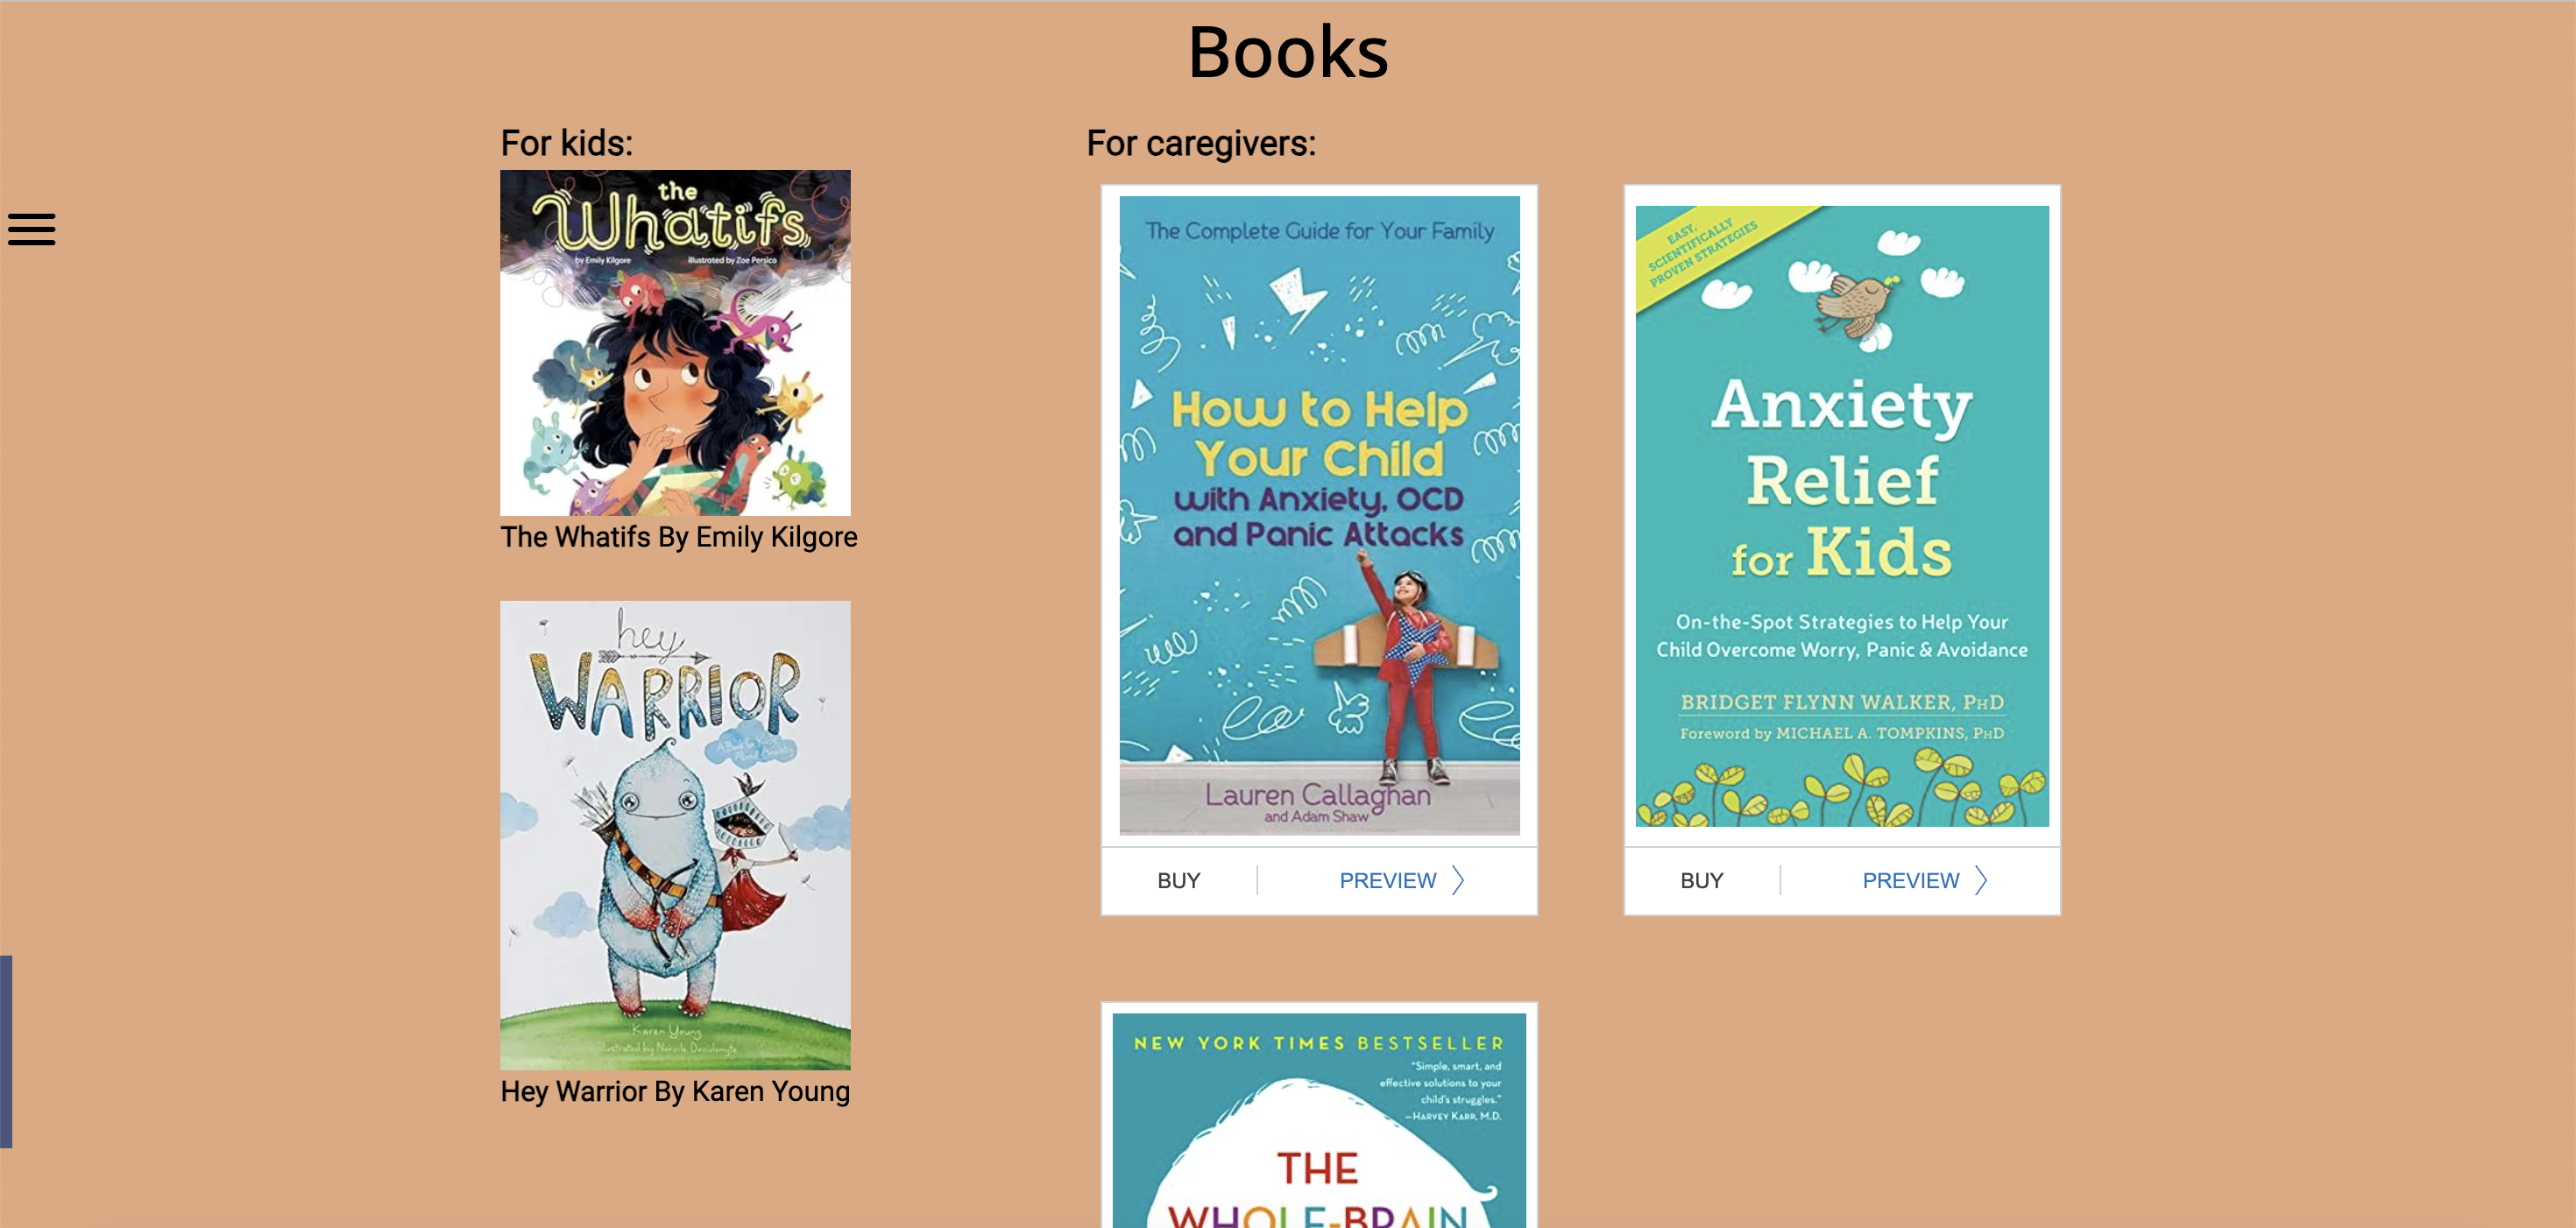 Books
For kids:
the
Whatifs
by Emily Kilgore illustrated by Zoe Persico
The Whatifs By Emily Kilgore
hey
WARRIOR
A Book for Kids
About Anxiety
Karen Young
Hey Warrior By Karen Young
For caregivers:
The Complete Guide for Your Family
How to Help
Your Child
with Anxiety, OCD
and Panic Attacks
Lauren Callaghan
and Adam Shaw
BUY
PREVIEW
EASY,
SCIENTIFICALLY
PROVEN STRATEGIES
Anxiety
Relief
for Kids
On-the-Spot Strategies to Help Your
Child Overcome Worry, Panic & Avoidance
BRIDGET FLYNN WALKER, PHD
Foreword by MICHAEL A. TOMPKINS, PHD
BUY
PREVIEW
NEW YORK TIMES BESTSELLER
"Simple, smart, and
effective solutions to your
child's struggles."
—HARVEY KARP, M.D.
THE
WHOLE-BRAIN